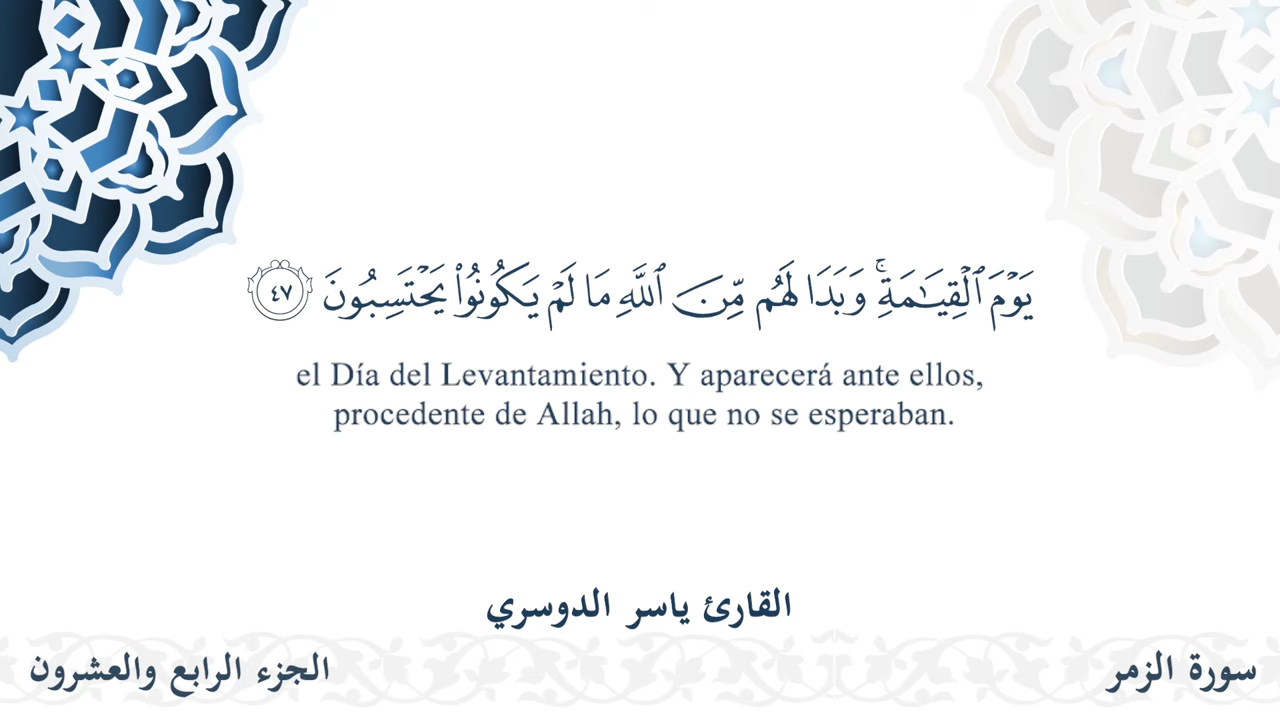 يَوْمَ ٱلْقِيَـٰمَةِۚ وَبَدَا لَهُم مِّنَ ٱللَّهِ مَا لَمْ يَكُونُوا۟ يَحْتَسِبُونَ ٤٧
el Día del Levantamiento. Y aparecerá ante ellos,
procedente de Allah, lo que no se esperaban.
القارئ ياسر الدوسري
سورة الزمر
الجزء الرابع والعشرون